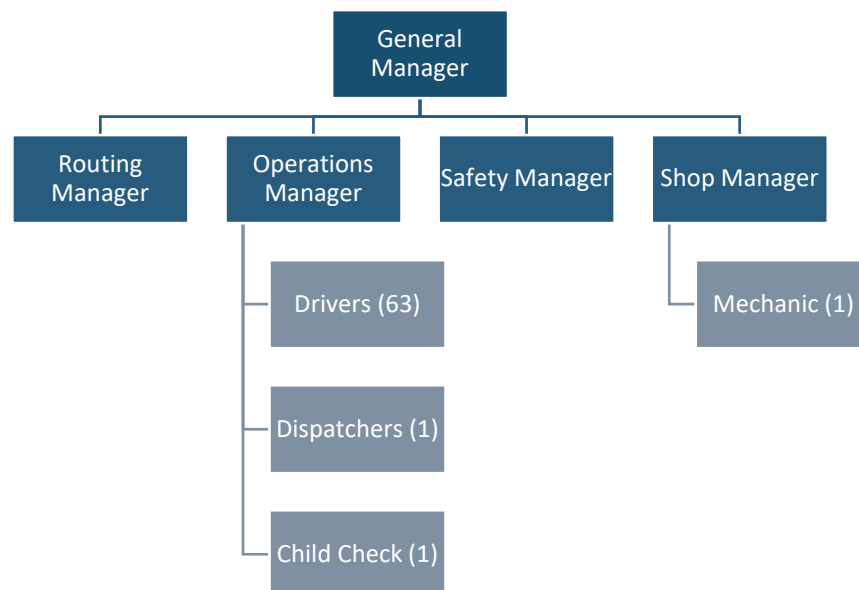 General
Manager
Routing
Manager
Operations
Manager
Safety Manager
Shop Manager
Drivers (63)
Mechanic (1)
Dispatchers (1)
Child Check (1)